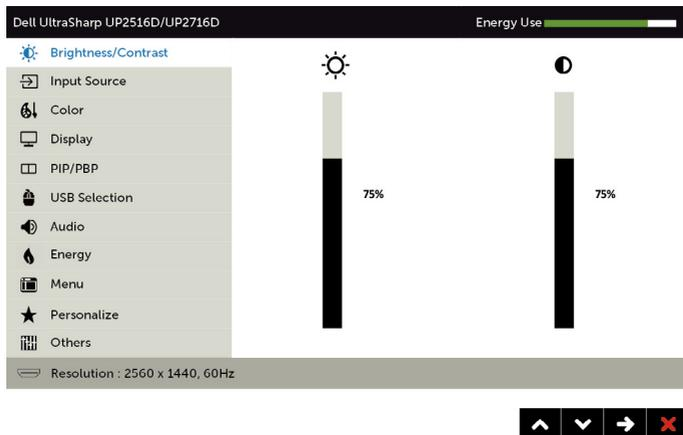 Dell UltraSharp UP2516D/UP2716D
Energy Use
Brightness/Contrast
Input Source
Color
Display
PIP/PBP
USB Selection
Audio
Energy
Menu
Personalize
Others
75%
75%
Resolution : 2560 x 1440, 60Hz